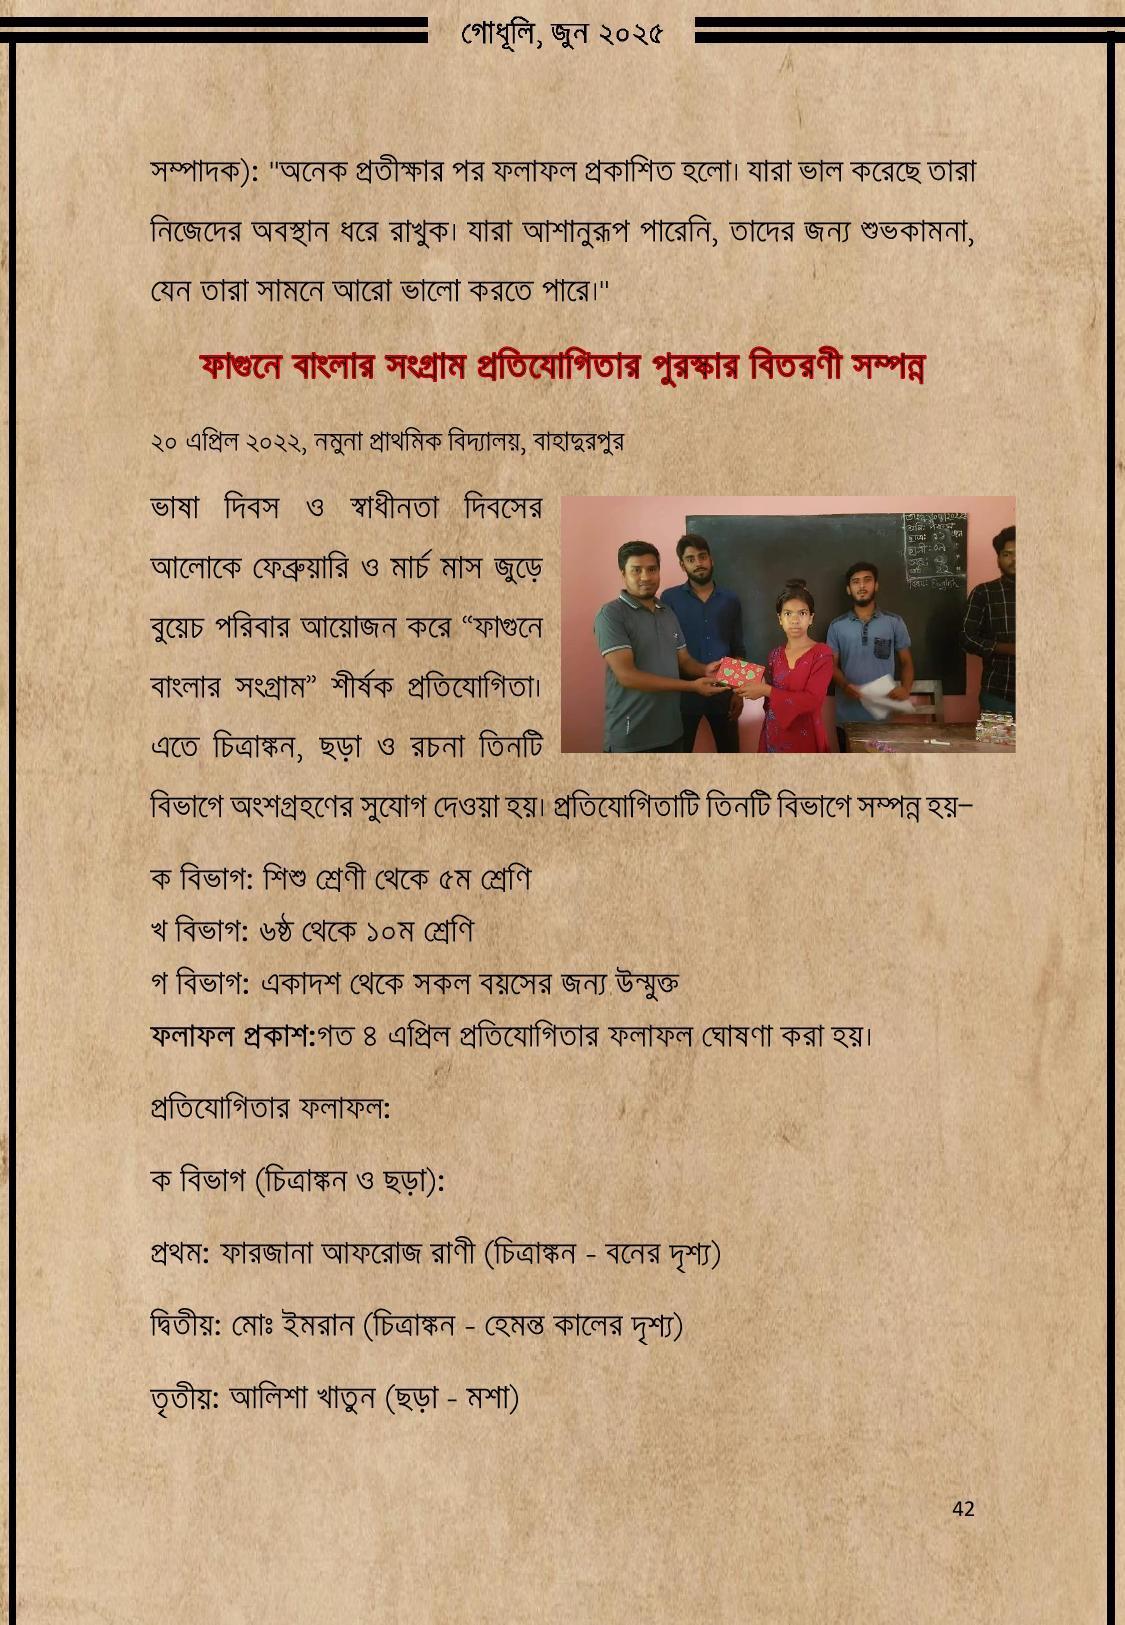 গোধূলি, জুন ২০২৫
সম্পাদক): "অনেক প্রতীক্ষার পর ফলাফল প্রকাশিত হলো। যারা ভাল করেছে তারা
নিজেদের অবস্থান ধরে রাখুক। যারা আশানুরূপ পারেনি, তাদের জন্য শুভকামনা,
যেন তারা সামনে আরো ভালো করতে পারে।"
ফাগুনে বাংলার সংগ্রাম প্রতিযোগিতার পুরস্কার বিতরণী সম্পন্ন
২০ এপ্রিল ২০২২, নমুনা প্রাথমিক বিদ্যালয়, বাহাদুরপুর
ভাষা দিবস ও স্বাধীনতা দিবসের
আলোকে ফেব্রুয়ারি ও মার্চ মাস জুড়ে
বুয়েচ পরিবার আয়োজন করে “ফাগুনে
বাংলার সংগ্রাম” শীর্ষক প্রতিযোগিতা।
এতে চিত্রাঙ্কন, ছড়া ও রচনা তিনটি
বিভাগে অংশগ্রহণের সুযোগ দেওয়া হয়। প্রতিযোগিতাটি তিনটি বিভাগে সম্পন্ন হয়–
ক বিভাগ: শিশু শ্রেণী থেকে ৫ম শ্রেণি
খ বিভাগ: ৬ষ্ঠ থেকে ১০ম শ্রেণি
গ বিভাগ: একাদশ থেকে সকল বয়সের জন্য উন্মুক্ত
ফলাফল প্রকাশ:গত ৪ এপ্রিল প্রতিযোগিতার ফলাফল ঘোষণা করা হয়।
প্রতিযোগিতার ফলাফল:
ক বিভাগ (চিত্রাঙ্কন ও ছড়া):
প্রথম: ফারজানা আফরোজ রাণী (চিত্রাঙ্কন - বনের দৃশ্য)
দ্বিতীয়: মোঃ ইমরান (চিত্রাঙ্কন - হেমন্ত কালের দৃশ্য)
তৃতীয়: আলিশা খাতুন (ছড়া - মশা)
42